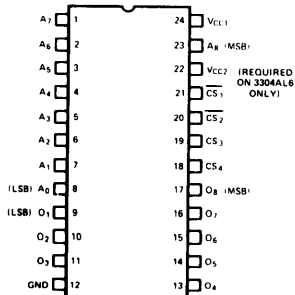 A7 1 24 VCC1
A6 2 23 A8 (MSB)
A5 3 22 VCC2 (REQUIRED ON 3304AL6 ONLY)
A4 4 21 CS1
A3 5 20 CS2
A2 6 19 CS3
A1 7 18 CS4
(LSB) A0 8 17 O8 (MSB)
(LSB) O1 9 16 O7
O2 10 15 O6
O3 11 14 O5
GND 12 13 O4